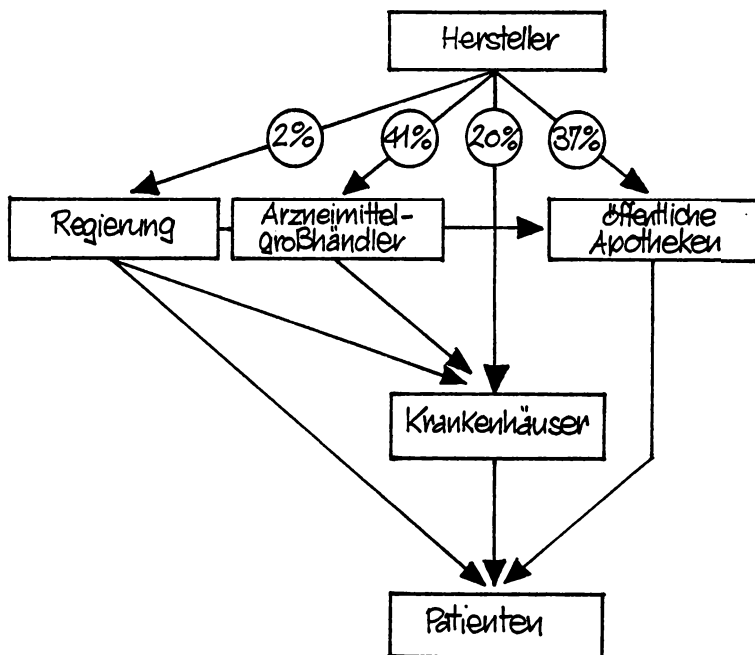 Hersteller
2%
41%
20%
37%
Regierung
Arzneimittel-
großhändler
öffentliche
Apotheken
Krankenhäuser
Patienten